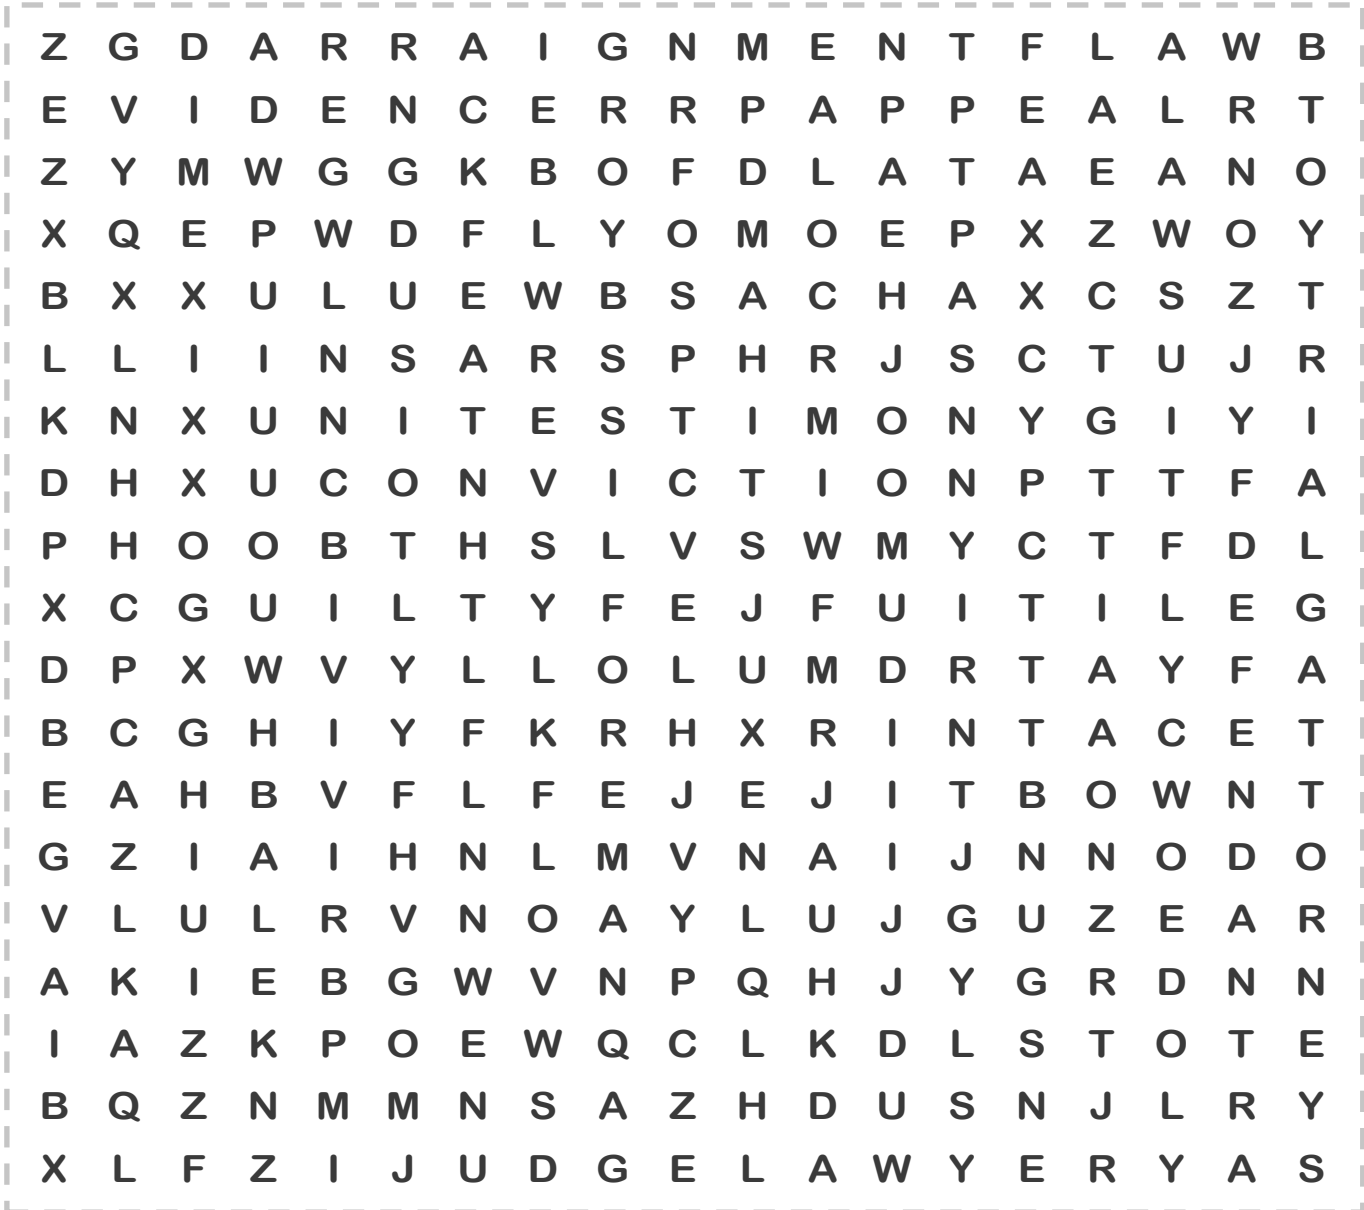 Z G D A R R A I G N M E N T F L A W B
E V I D E N C E R R P A P P E A L R T
Z Y M W G G K B O F D L A T A E A N O
X Q E P W D F L Y O M O E P X Z W O Y
B X X U L U E W B S A C H A X C S Z T
L L I I N S A R S P H R J S C T U J R
K N X U N I T E S T I M O N Y G I Y I
D H X U C O N V I C T I O N P T T F A
P H O O B T H S L V S W M Y C T F D L
X C G U I L T Y F E J F U I T I L E G
D P X W V Y L L O L U M D R T A Y F A
B C G H I Y F K R H X R I N T A C E T
E A H B V F L F E J E J I T B O W N T
G Z I A I H N L M V N A I J N N O D O
V L U L R V N O A Y L U J G U Z E A R
A K I E B G W V N P Q H J Y G R D N N
I A Z K P O E W Q C L K D L S T O T E
B Q Z N M M N S A Z H D U S N J L R Y
X L F Z I J U D G E L A W Y E R Y A S